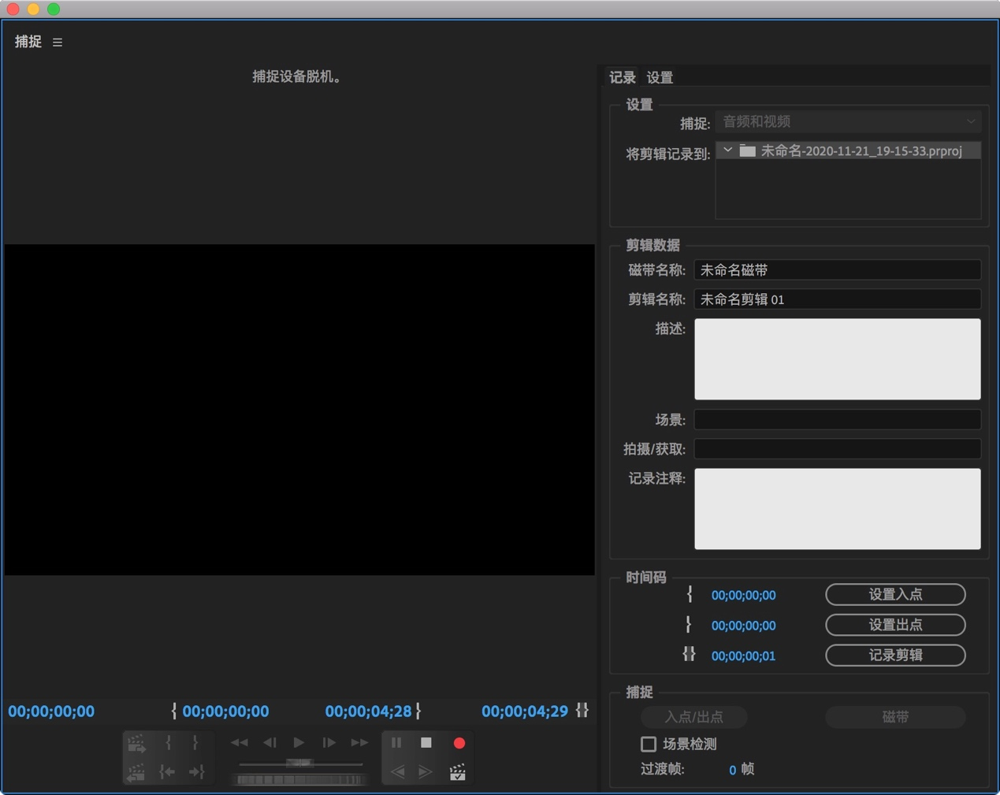 捕捉
捕捉设备脱机。
记录 设置
设置
捕捉: 音频和视频
将剪辑记录到: 未命名-2020-11-21_19-15-33.prproj
剪辑数据
磁带名称: 未命名磁带
剪辑名称: 未命名剪辑 01
描述:
场景:
拍摄/获取:
记录注释:
时间码
{ 00;00;00;00 设置入点
} 00;00;00;00 设置出点
{} 00;00;00;01 记录剪辑
捕捉
入点/出点 磁带
场景检测
过渡帧: 0 帧
00;00;00;00 { 00;00;00;00 00;00;04;28 } 00;00;04;29 {}